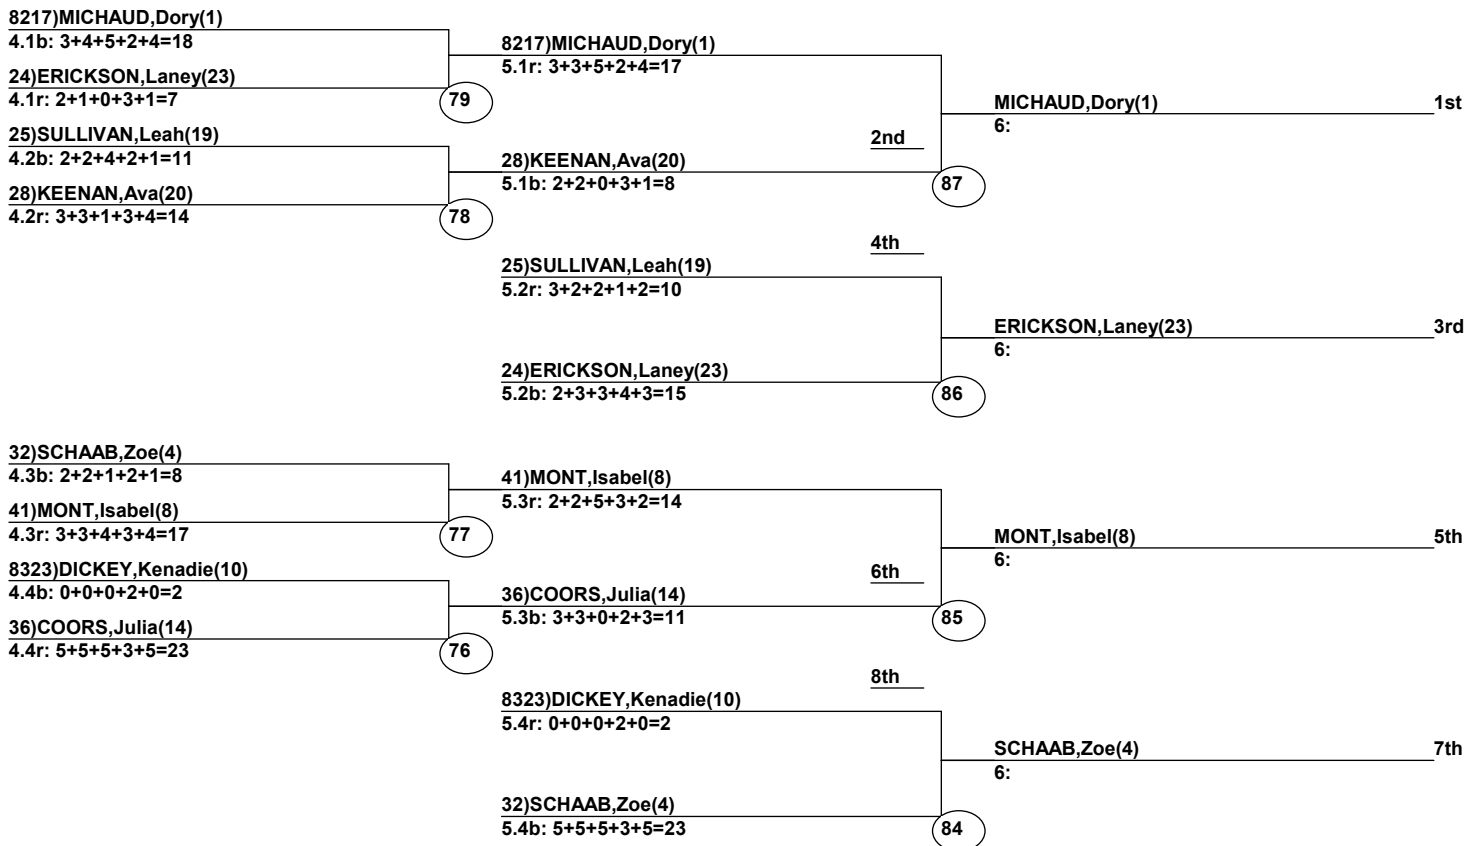 8217)MICHAUD,Dory(1)
4.1b: 3+4+5+2+4=18
24)ERICKSON,Laney(23)
4.1r: 2+1+0+3+1=7
79
25)SULLIVAN,Leah(19)
4.2b: 2+2+4+2+1=11
28)KEENAN,Ava(20)
4.2r: 3+3+1+3+4=14
78
8217)MICHAUD,Dory(1)
5.1r: 3+3+5+2+4=17
2nd
28)KEENAN,Ava(20)
5.1b: 2+2+0+3+1=8
87
MICHAUD,Dory(1) 1st
6:
4th
25)SULLIVAN,Leah(19)
5.2r: 3+2+2+1+2=10
24)ERICKSON,Laney(23)
5.2b: 2+3+3+4+3=15
86
ERICKSON,Laney(23) 3rd
6:
32)SCHAAB,Zoe(4)
4.3b: 2+2+1+2+1=8
41)MONT,Isabel(8)
4.3r: 3+3+4+3+4=17
77
8323)DICKEY,Kenadie(10)
4.4b: 0+0+0+2+0=2
36)COORS,Julia(14)
4.4r: 5+5+5+3+5=23
76
41)MONT,Isabel(8)
5.3r: 2+2+5+3+2=14
6th
36)COORS,Julia(14)
5.3b: 3+3+0+2+3=11
85
MONT,Isabel(8) 5th
6:
8th
8323)DICKEY,Kenadie(10)
5.4r: 0+0+0+2+0=2
32)SCHAAB,Zoe(4)
5.4b: 5+5+5+3+5=23
84
SCHAAB,Zoe(4) 7th
6: